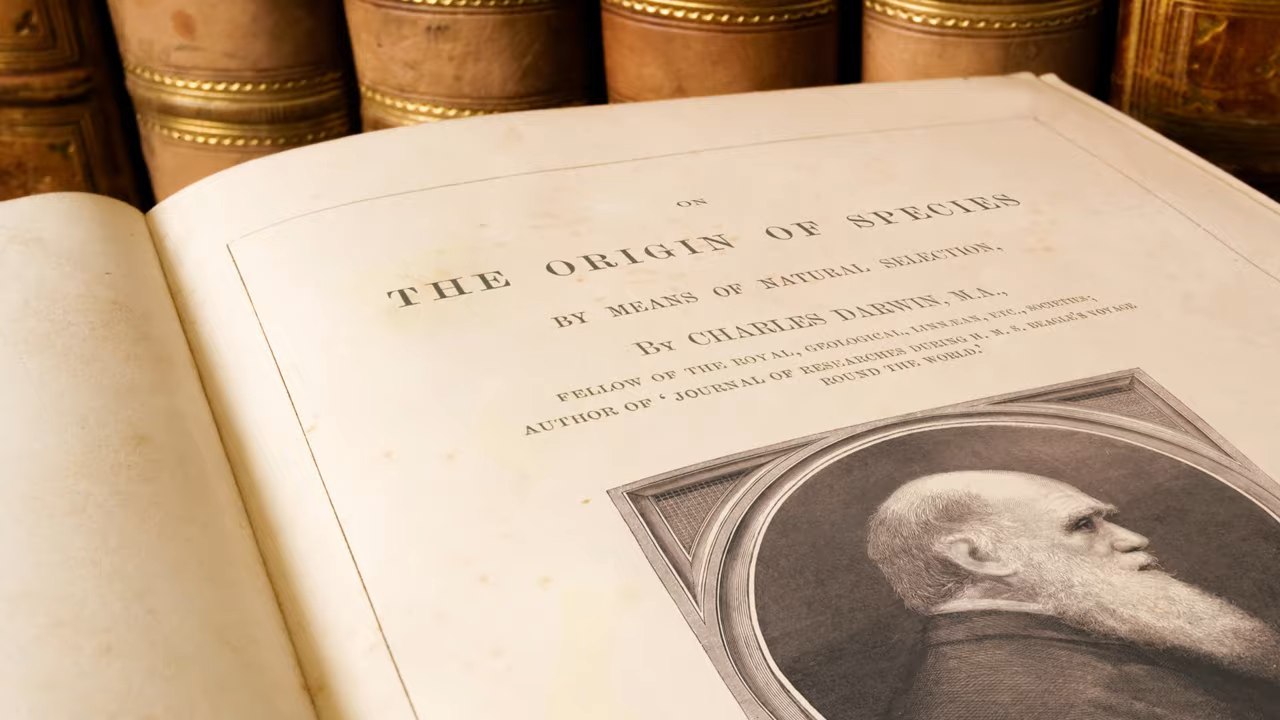 ON
THE ORIGIN OF SPECIES
BY MEANS OF NATURAL SELECTION,
By CHARLES DARWIN, M.A.,
FELLOW OF THE ROYAL, GEOLOGICAL, LINNÆAN, ETC., SOCIETIES;
AUTHOR OF ‘ JOURNAL OF RESEARCHES DURING H. M. S. BEAGLE'S VOYAGE
ROUND THE WORLD.’